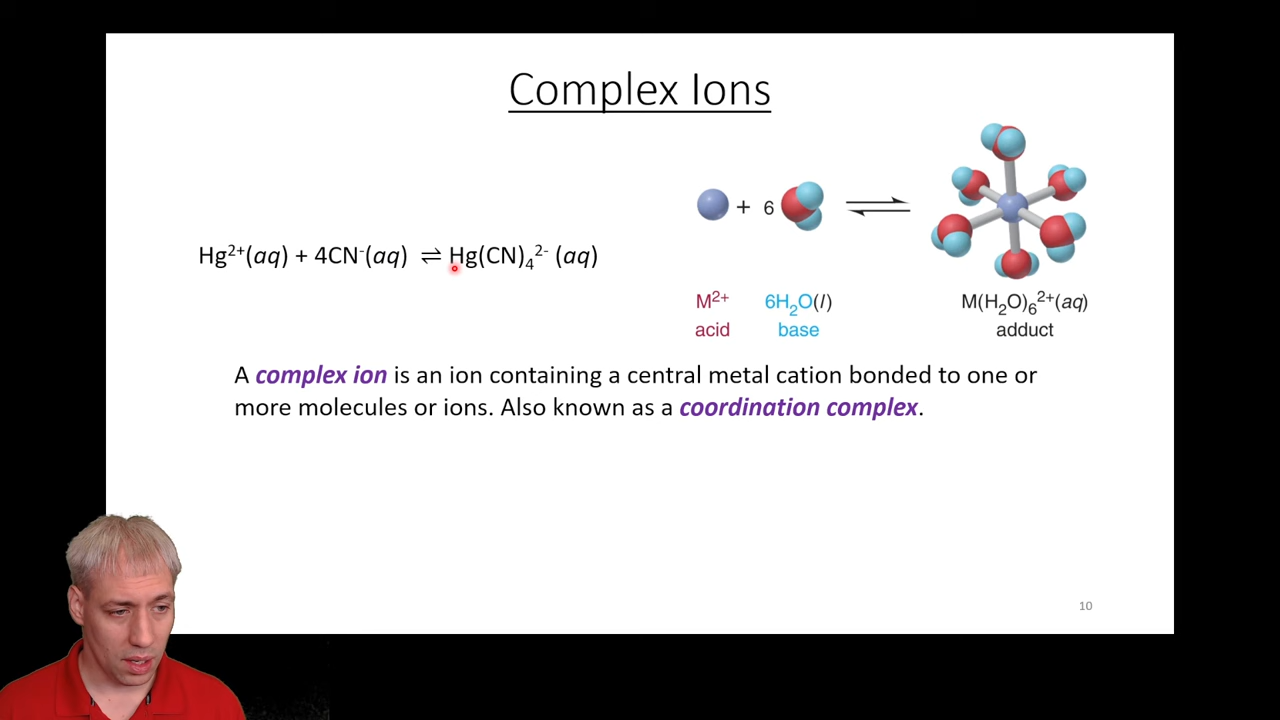 Complex Ions
+ 6
Hg²⁺(aq) + 4CN⁻(aq) ⇌ Hg(CN)₄²⁻ (aq)
M²⁺ 6H₂O(l) M(H₂O)₆²⁺(aq)
acid base adduct
A complex ion is an ion containing a central metal cation bonded to one or
more molecules or ions. Also known as a coordination complex.
10